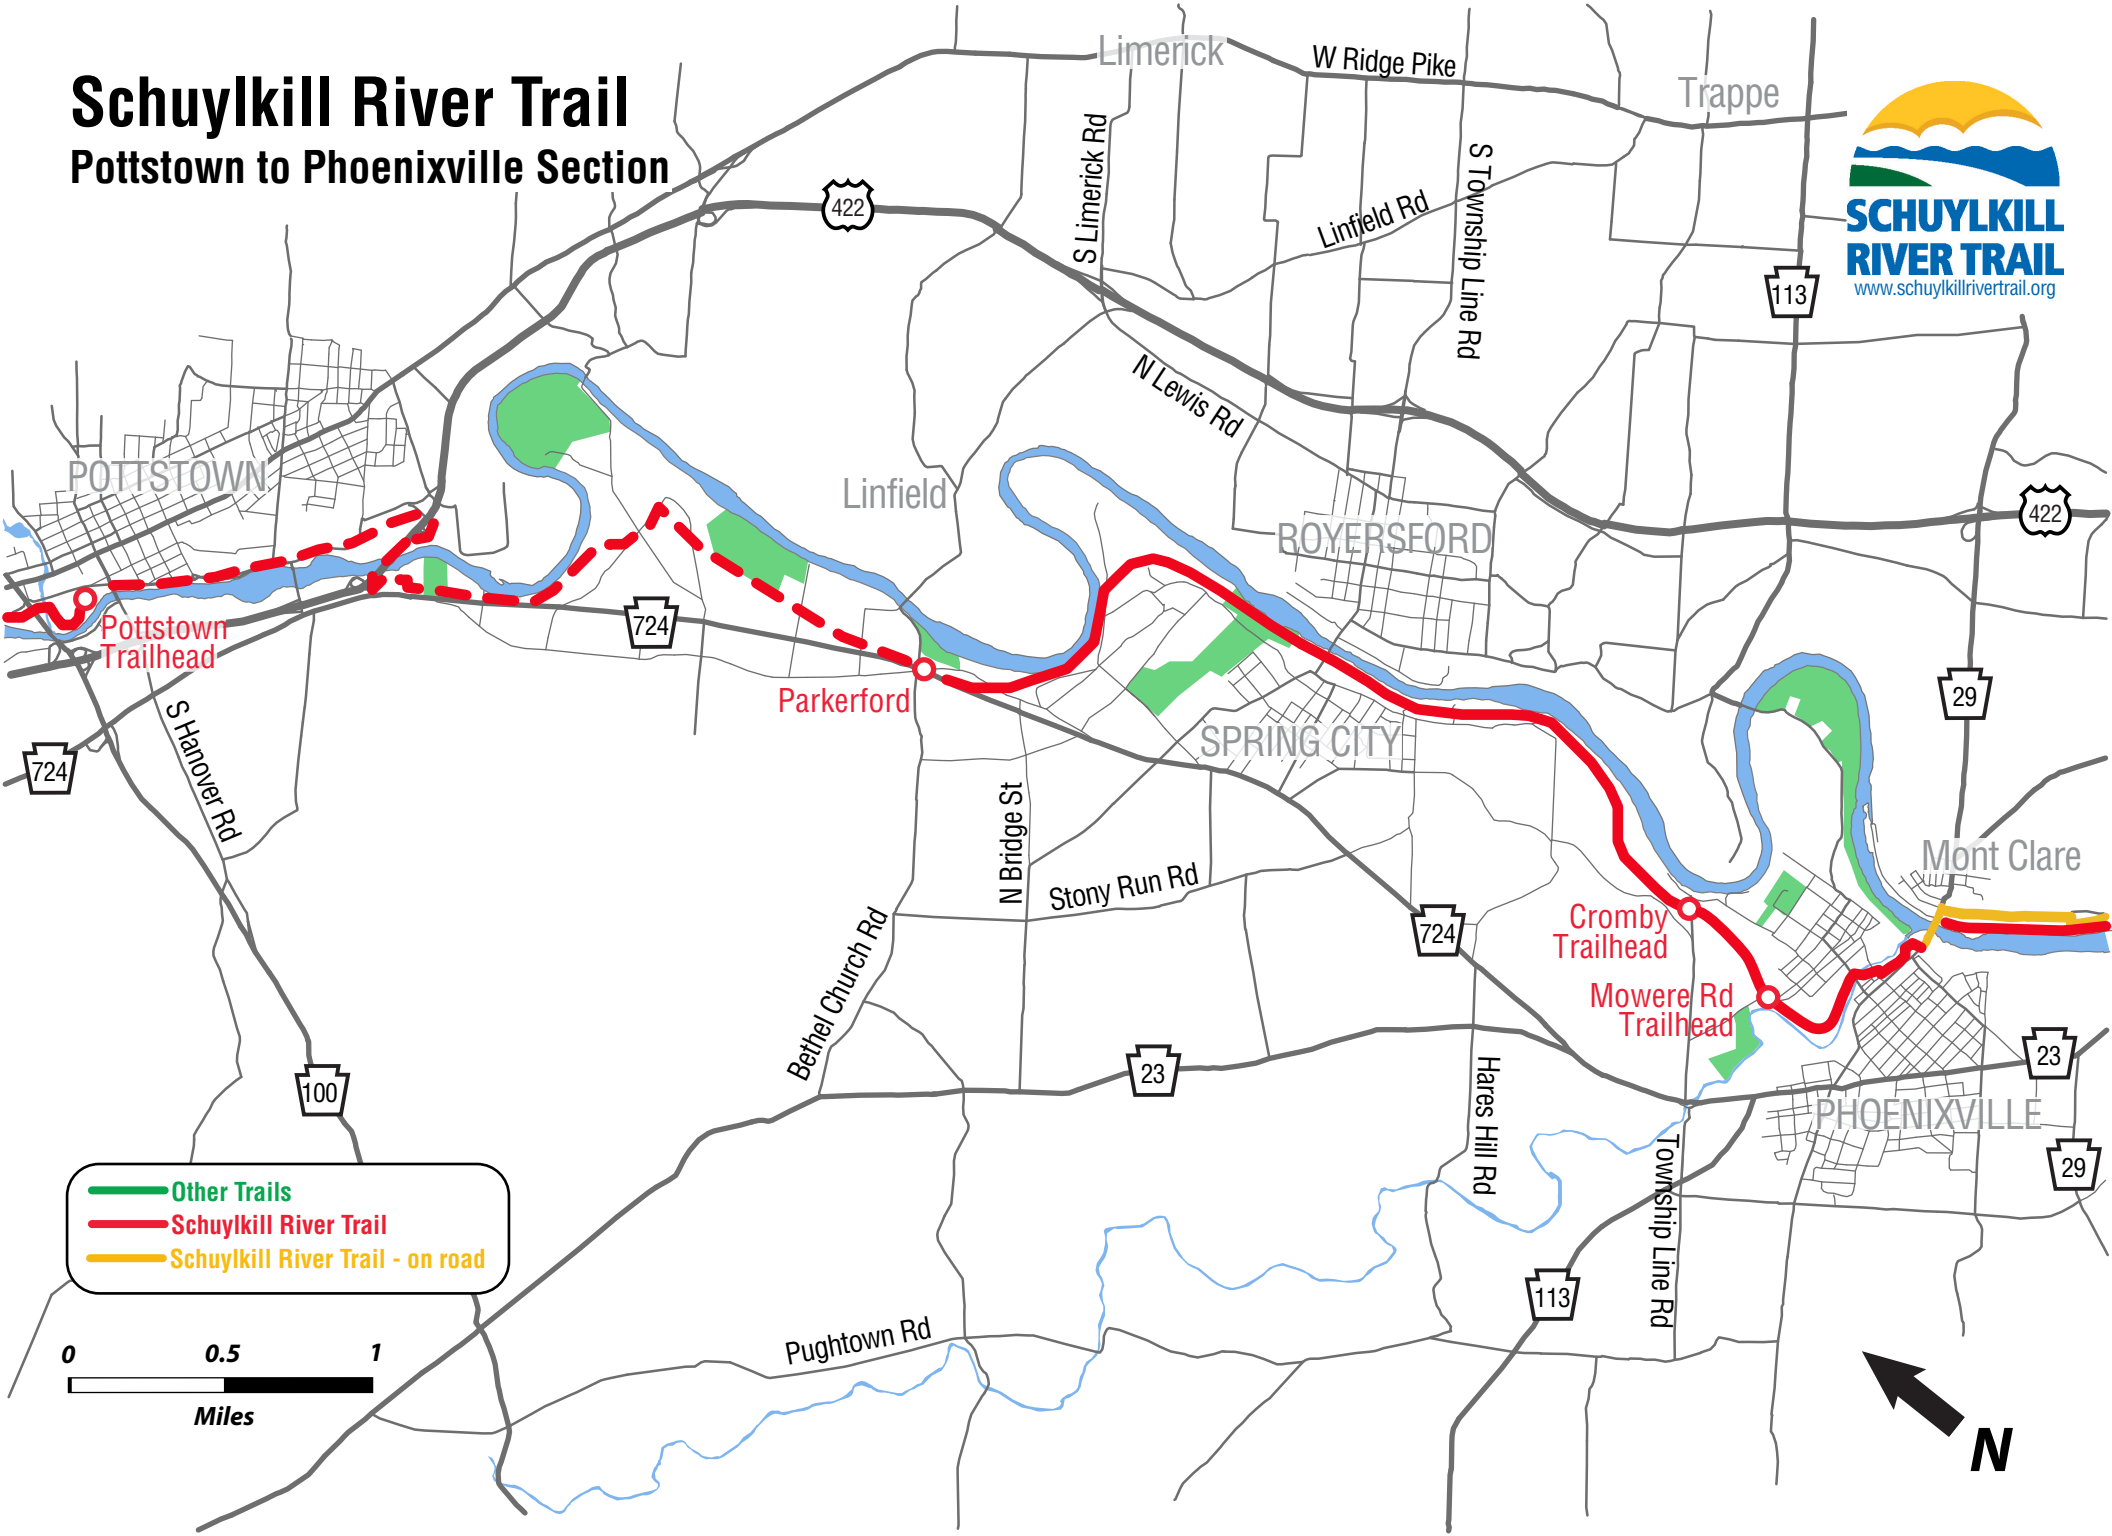 Schuylkill River Trail
Pottstown to Phoenixville Section
Limerick
W Ridge Pike
Trappe
SCHUYLKILL
RIVER TRAIL
www.schuylkillrivertrail.org
422
S Limerick Rd
Linfield Rd
S Township Line Rd
113
N Lewis Rd
POTTSTOWN
Linfield
ROYERSFORD
422
Pottstown
Trailhead
724
Parkerford
29
724
S Hanover Rd
SPRING CITY
N Bridge St
Stony Run Rd
Mont Clare
724
Cromby
Trailhead
Bethel Church Rd
Mowere Rd
Trailhead
23
23
100
Hares Hill Rd
PHOENIXVILLE
Township Line Rd
29
Other Trails
Schuylkill River Trail
Schuylkill River Trail - on road
113
Pughtown Rd
0 0.5 1
Miles
N